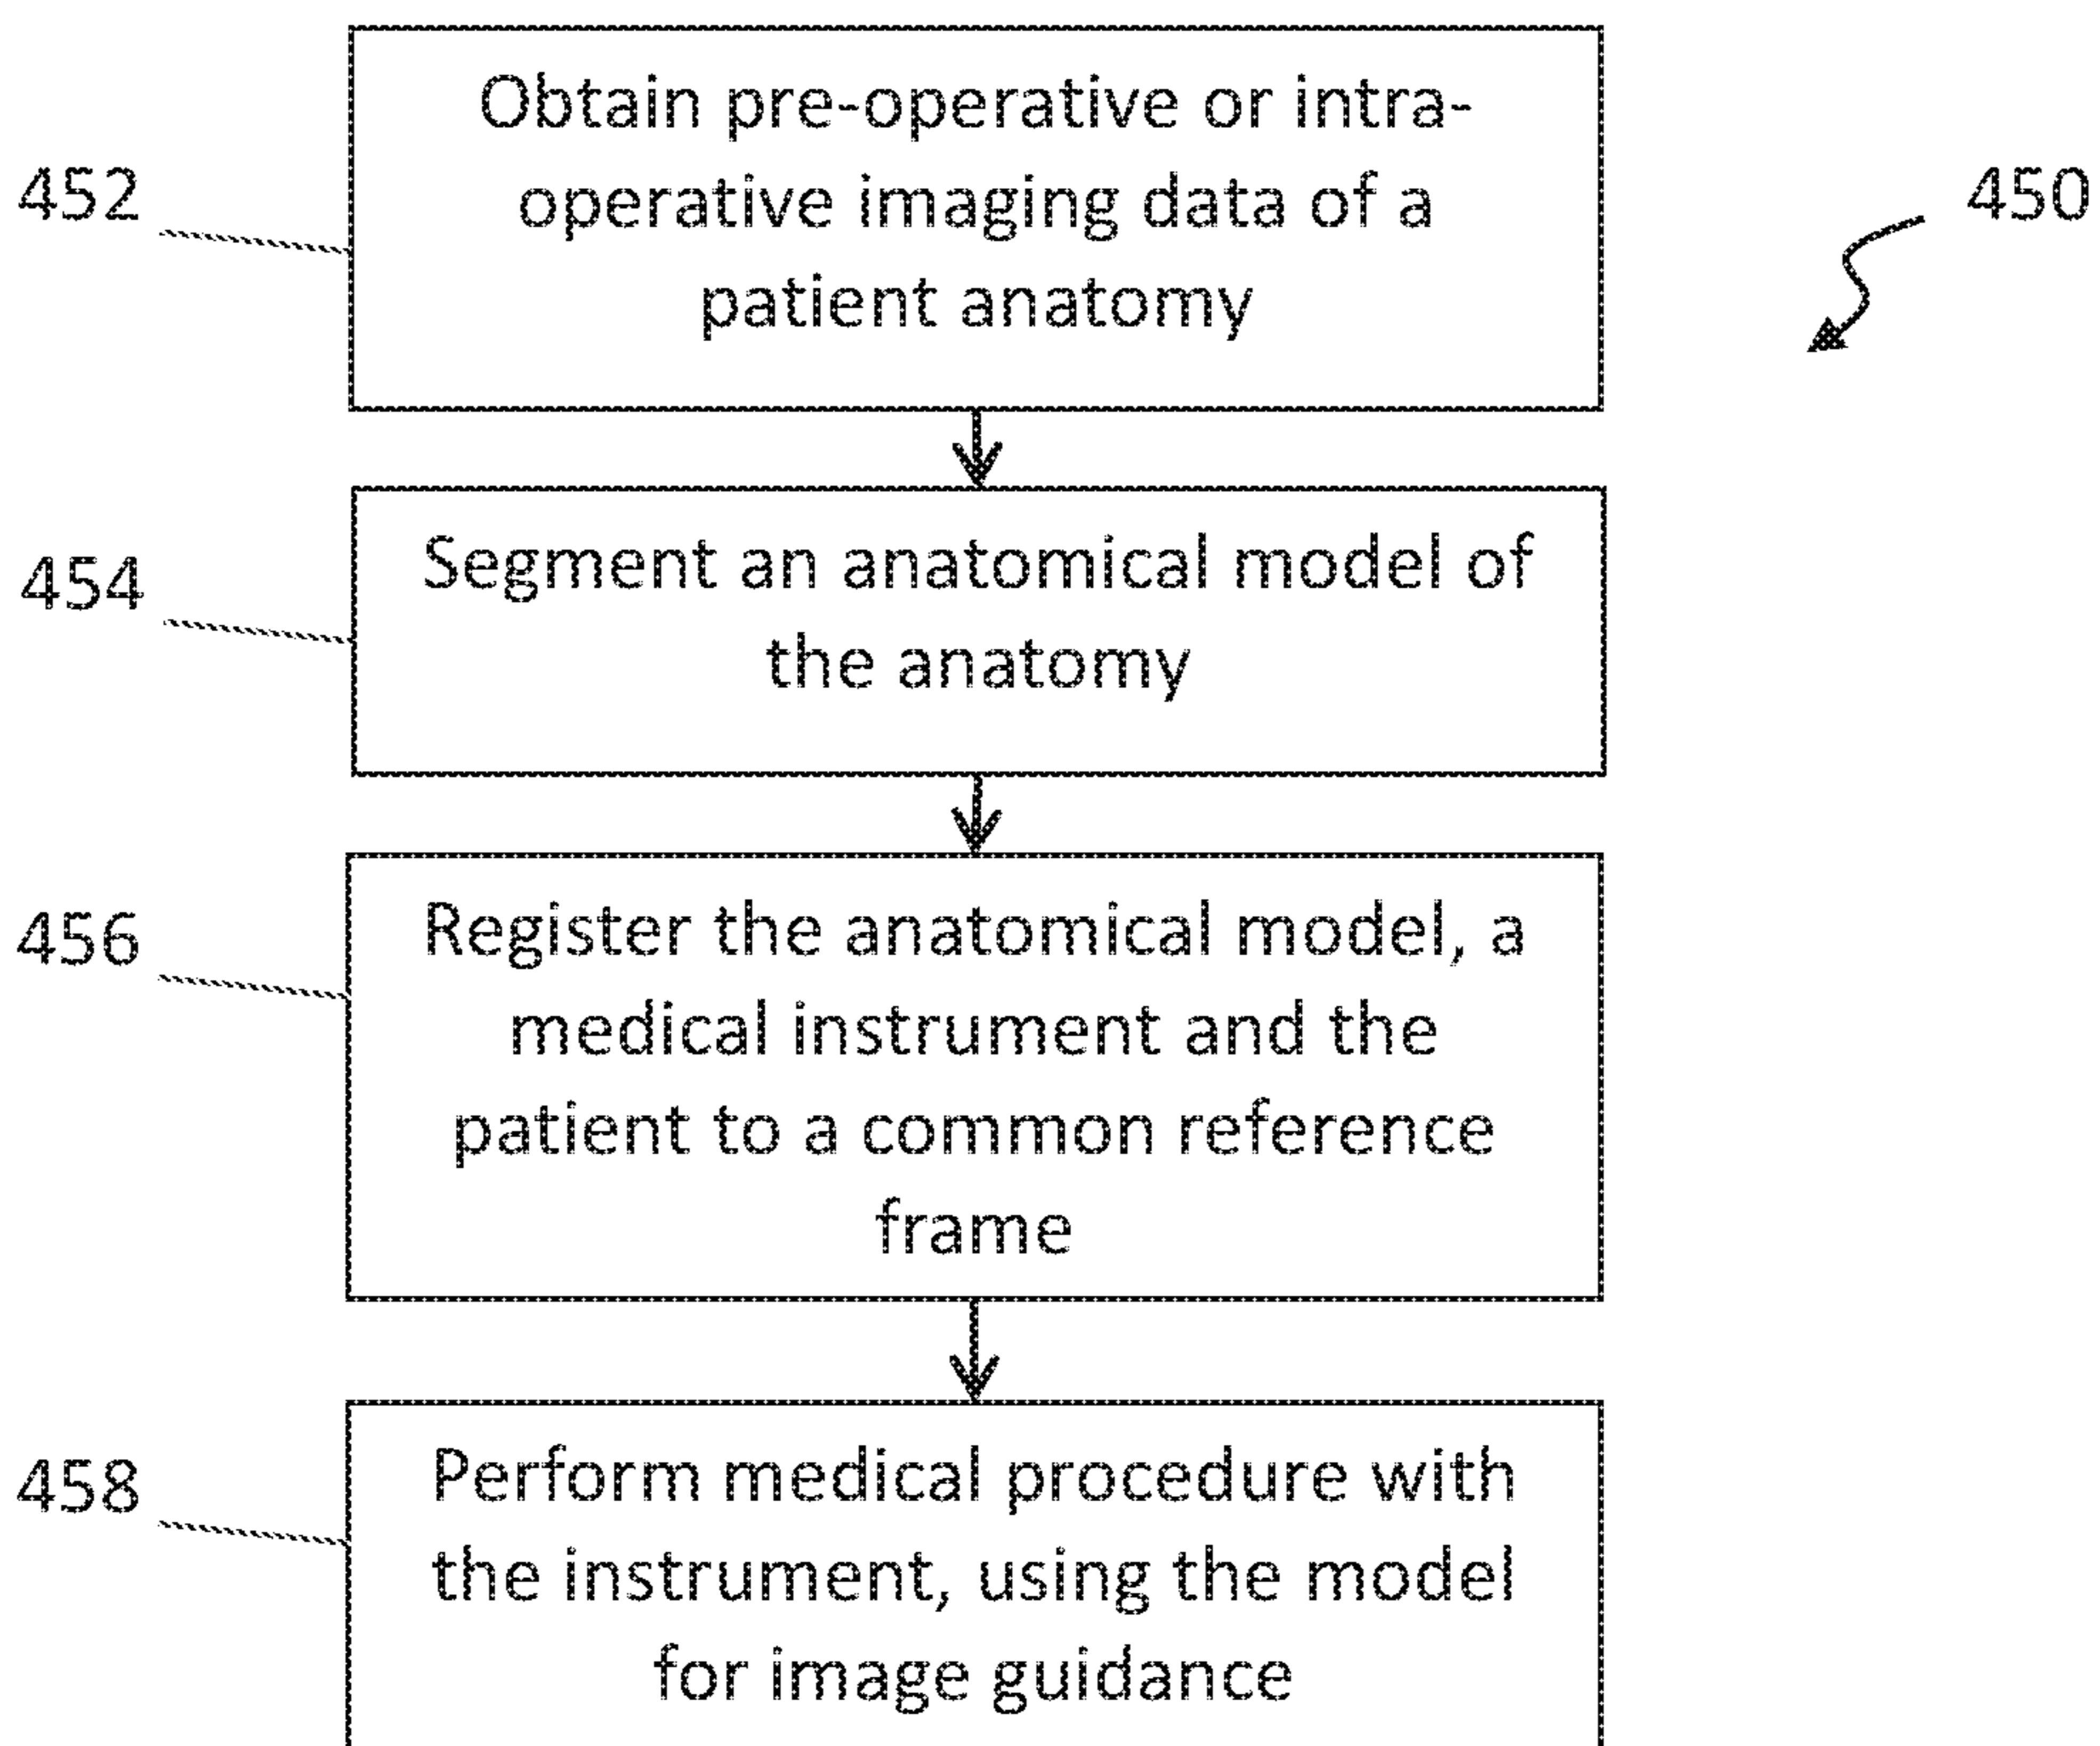 Obtain pre-operative or intra-
operative imaging data of a
patient anatomy
452
450
Segment an anatomical model of
the anatomy
454
Register the anatomical model, a
medical instrument and the
patient to a common reference
frame
456
Perform medical procedure with
the instrument, using the model
for image guidance
458